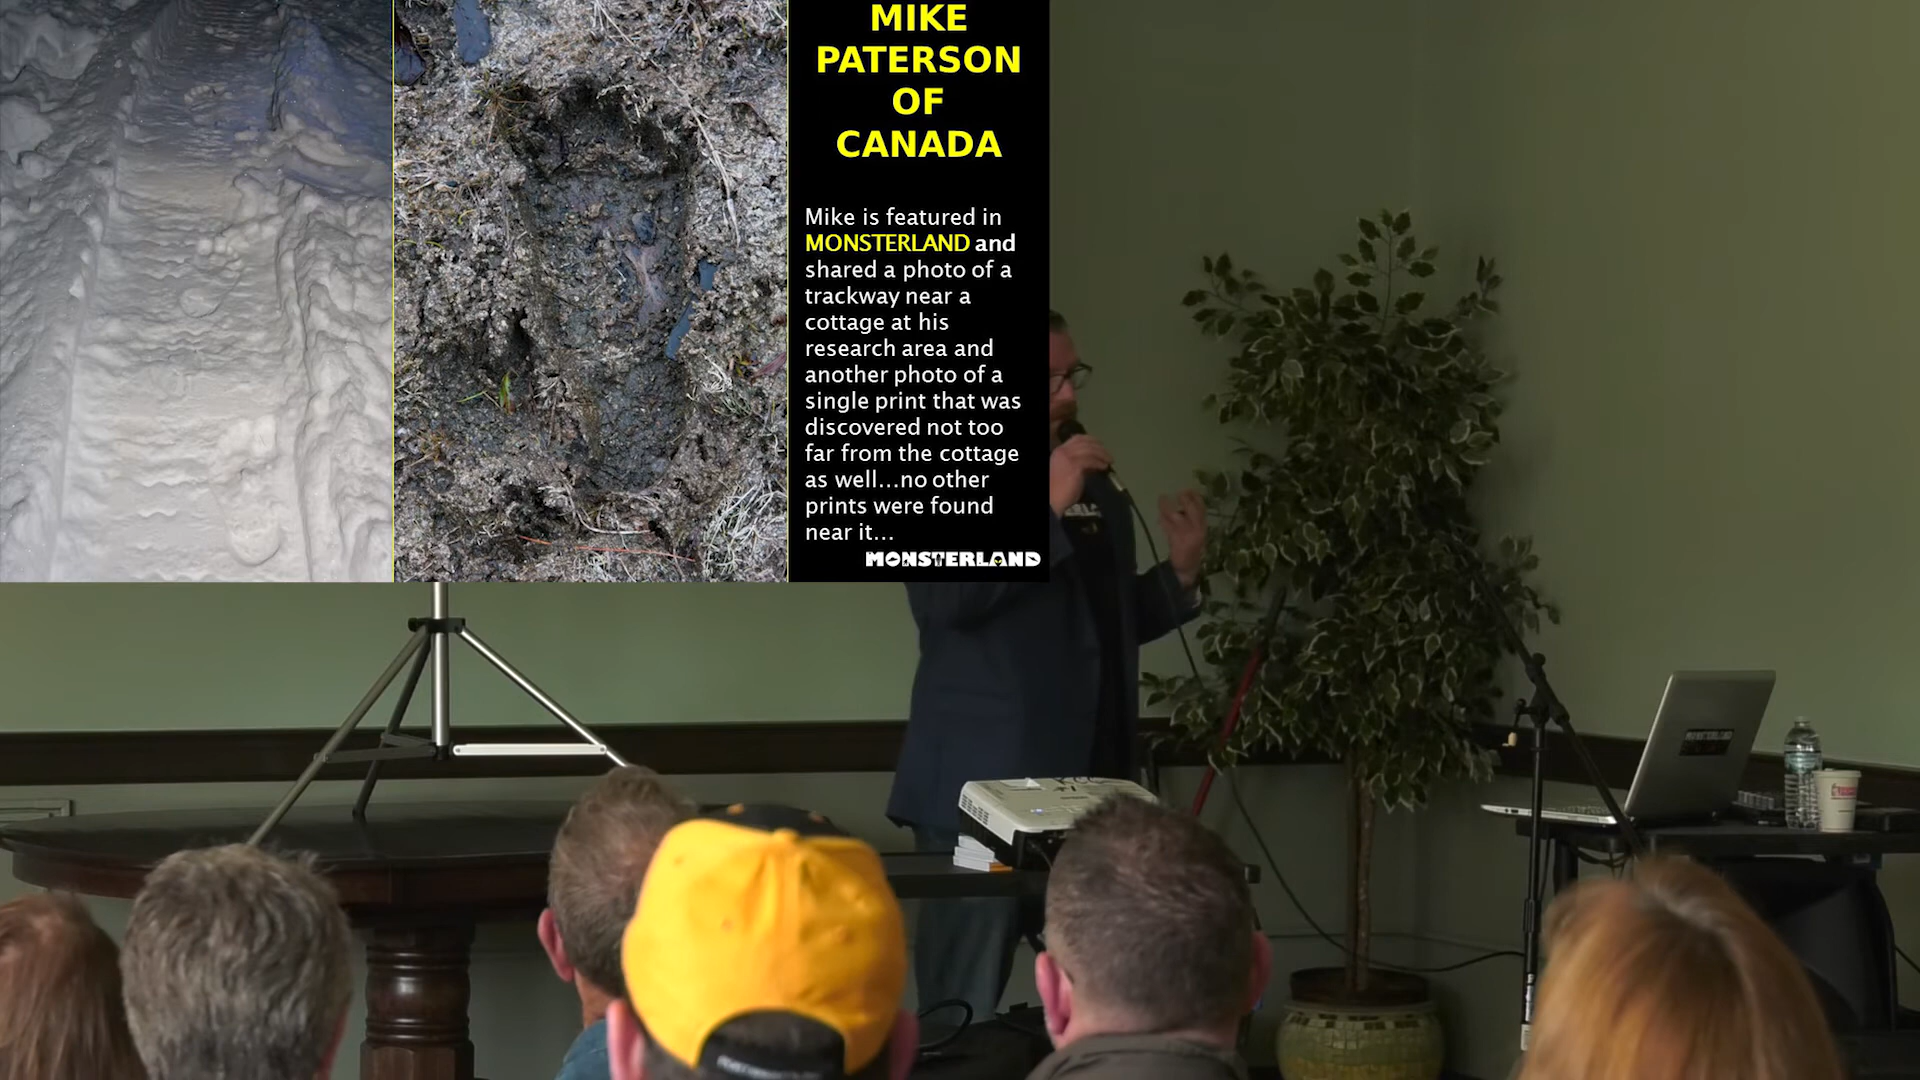 MIKE
PATERSON
OF
CANADA
Mike is featured in
MONSTERLAND and
shared a photo of a
trackway near a
cottage at his
research area and
another photo of a
single print that was
discovered not too
far from the cottage
as well...no other
prints were found
near it...
MONSTERLAND
MONSTERLAND